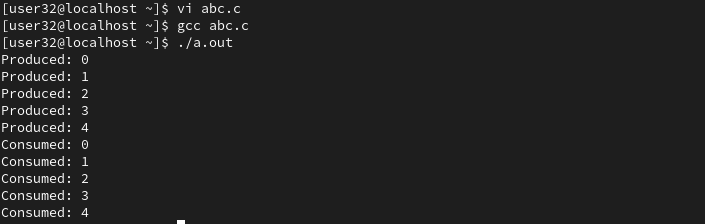 [user32@localhost ~]$ vi abc.c
[user32@localhost ~]$ gcc abc.c
[user32@localhost ~]$ ./a.out
Produced: 0
Produced: 1
Produced: 2
Produced: 3
Produced: 4
Consumed: 0
Consumed: 1
Consumed: 2
Consumed: 3
Consumed: 4